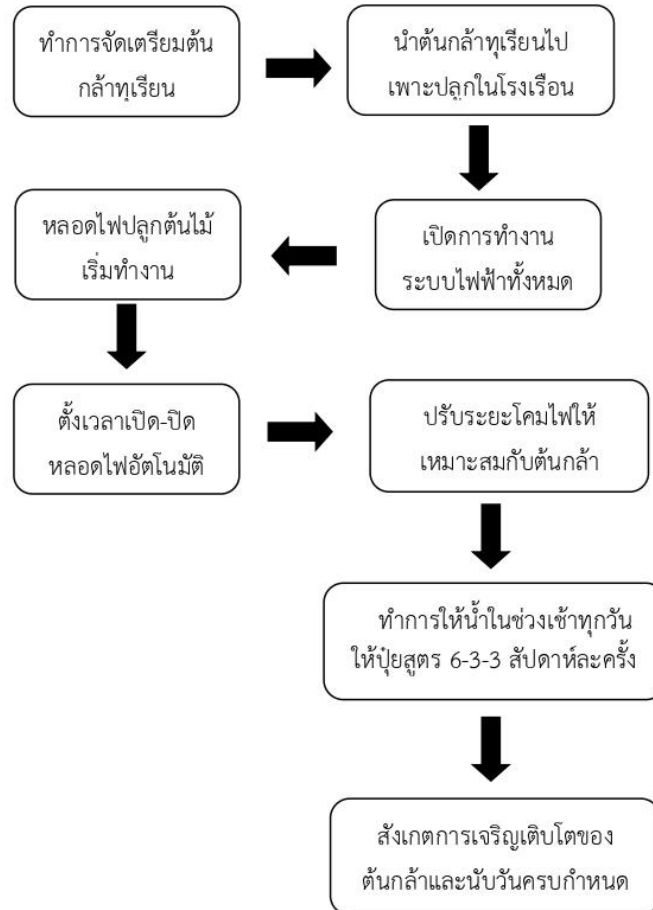 ทำการจัดเตรียมต้น
กล้าทุเรียน
นำต้นกล้าทุเรียนไป
เพาะปลูกในโรงเรือน
เปิดการทำงาน
ระบบไฟฟ้าทั้งหมด
หลอดไฟปลูกต้นไม้
เริ่มทำงาน
ตั้งเวลาเปิด-ปิด
หลอดไฟอัตโนมัติ
ปรับระยะโคมไฟให้
เหมาะสมกับต้นกล้า
ทำการให้น้ำในช่วงเช้าทุกวัน
ให้ปุ๋ยสูตร 6-3-3 สัปดาห์ละครั้ง
สังเกตการเจริญเติบโตของ
ต้นกล้าและนับวันครบกำหนด